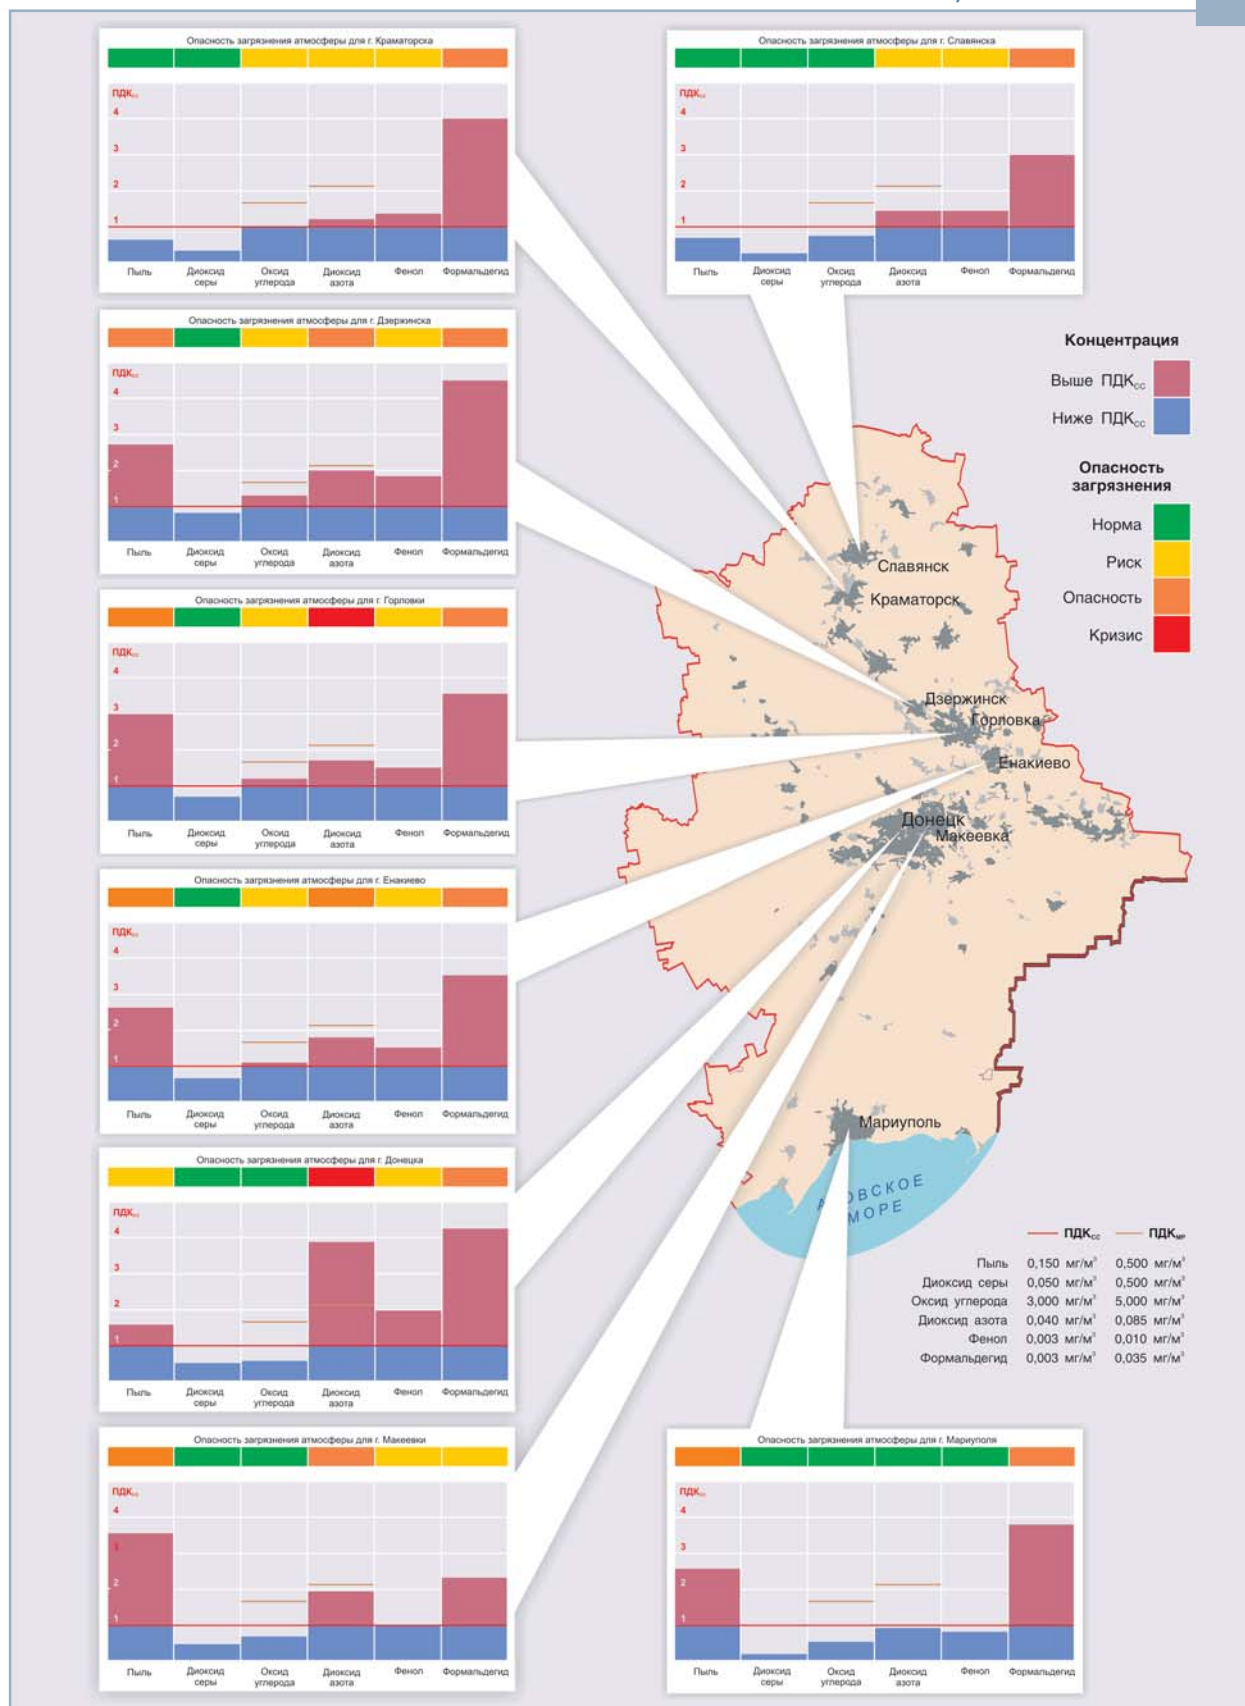 Опасность загрязнения атмосферы для г. Краматорска
ПДКсс
4
3
2
1
Пыль
Диоксид
серы
Оксид
углерода
Диоксид
азота
Фенол
Формальдегид
Опасность загрязнения атмосферы для г. Славянска
ПДКсс
4
3
2
1
Пыль
Диоксид
серы
Оксид
углерода
Диоксид
азота
Фенол
Формальдегид
Опасность загрязнения атмосферы для г. Дзержинска
ПДКсс
4
3
2
1
Пыль
Диоксид
серы
Оксид
углерода
Диоксид
азота
Фенол
Формальдегид
Концентрация
Выше ПДКсс
Ниже ПДКсс
Опасность
загрязнения
Норма
Риск
Опасность
Кризис
Опасность загрязнения атмосферы для г. Горловки
ПДКсс
4
3
2
1
Пыль
Диоксид
серы
Оксид
углерода
Диоксид
азота
Фенол
Формальдегид
Славянск
Краматорск
Дзержинск
Горловка
Енакиево
Донецк
Макеевка
Мариуполь
АЗОВСКОЕ
МОРЕ
Опасность загрязнения атмосферы для г. Енакиево
ПДКсс
4
3
2
1
Пыль
Диоксид
серы
Оксид
углерода
Диоксид
азота
Фенол
Формальдегид
Опасность загрязнения атмосферы для г. Донецка
ПДКсс
4
3
2
1
Пыль
Диоксид
серы
Оксид
углерода
Диоксид
азота
Фенол
Формальдегид
ПДКсс ПДКмр
Пыль 0,150 мг/м³ 0,500 мг/м³
Диоксид серы 0,050 мг/м³ 0,500 мг/м³
Оксид углерода 3,000 мг/м³ 5,000 мг/м³
Диоксид азота 0,040 мг/м³ 0,085 мг/м³
Фенол 0,003 мг/м³ 0,010 мг/м³
Формальдегид 0,003 мг/м³ 0,035 мг/м³
Опасность загрязнения атмосферы для г. Макеевки
ПДКсс
4
3
2
1
Пыль
Диоксид
серы
Оксид
углерода
Диоксид
азота
Фенол
Формальдегид
Опасность загрязнения атмосферы для г. Мариуполя
ПДКсс
4
3
2
1
Пыль
Диоксид
серы
Оксид
углерода
Диоксид
азота
Фенол
Формальдегид